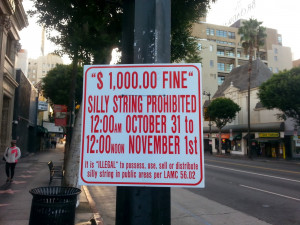 "$ 1,000.00 FINE"
SILLY STRING PROHIBITED
12:00AM OCTOBER 31 to
12:00NOON NOVEMBER 1st
It is "ILLEGAL" to possess, use, sell or distribute
silly string in public areas per LAMC 56.02